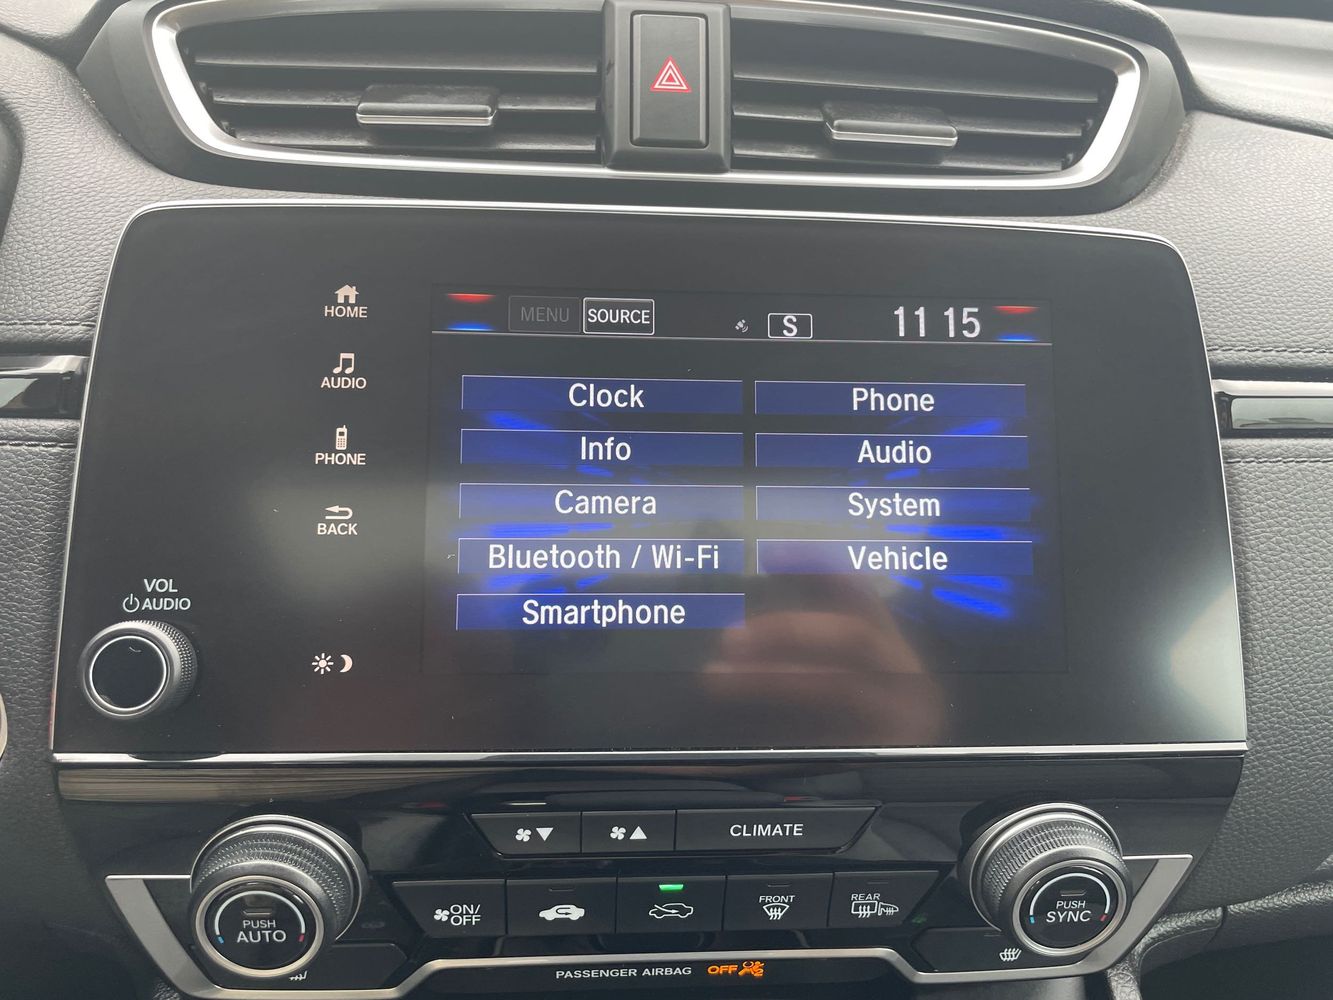 HOME
MENU SOURCE S 11 15
AUDIO
PHONE
BACK
Clock
Phone
Info
Audio
Camera
System
Bluetooth / Wi-Fi
Vehicle
Smartphone
VOL
AUDIO
CLIMATE
PUSH
AUTO
ON/
OFF
FRONT
REAR
PUSH
SYNC
PASSENGER AIRBAG OFF